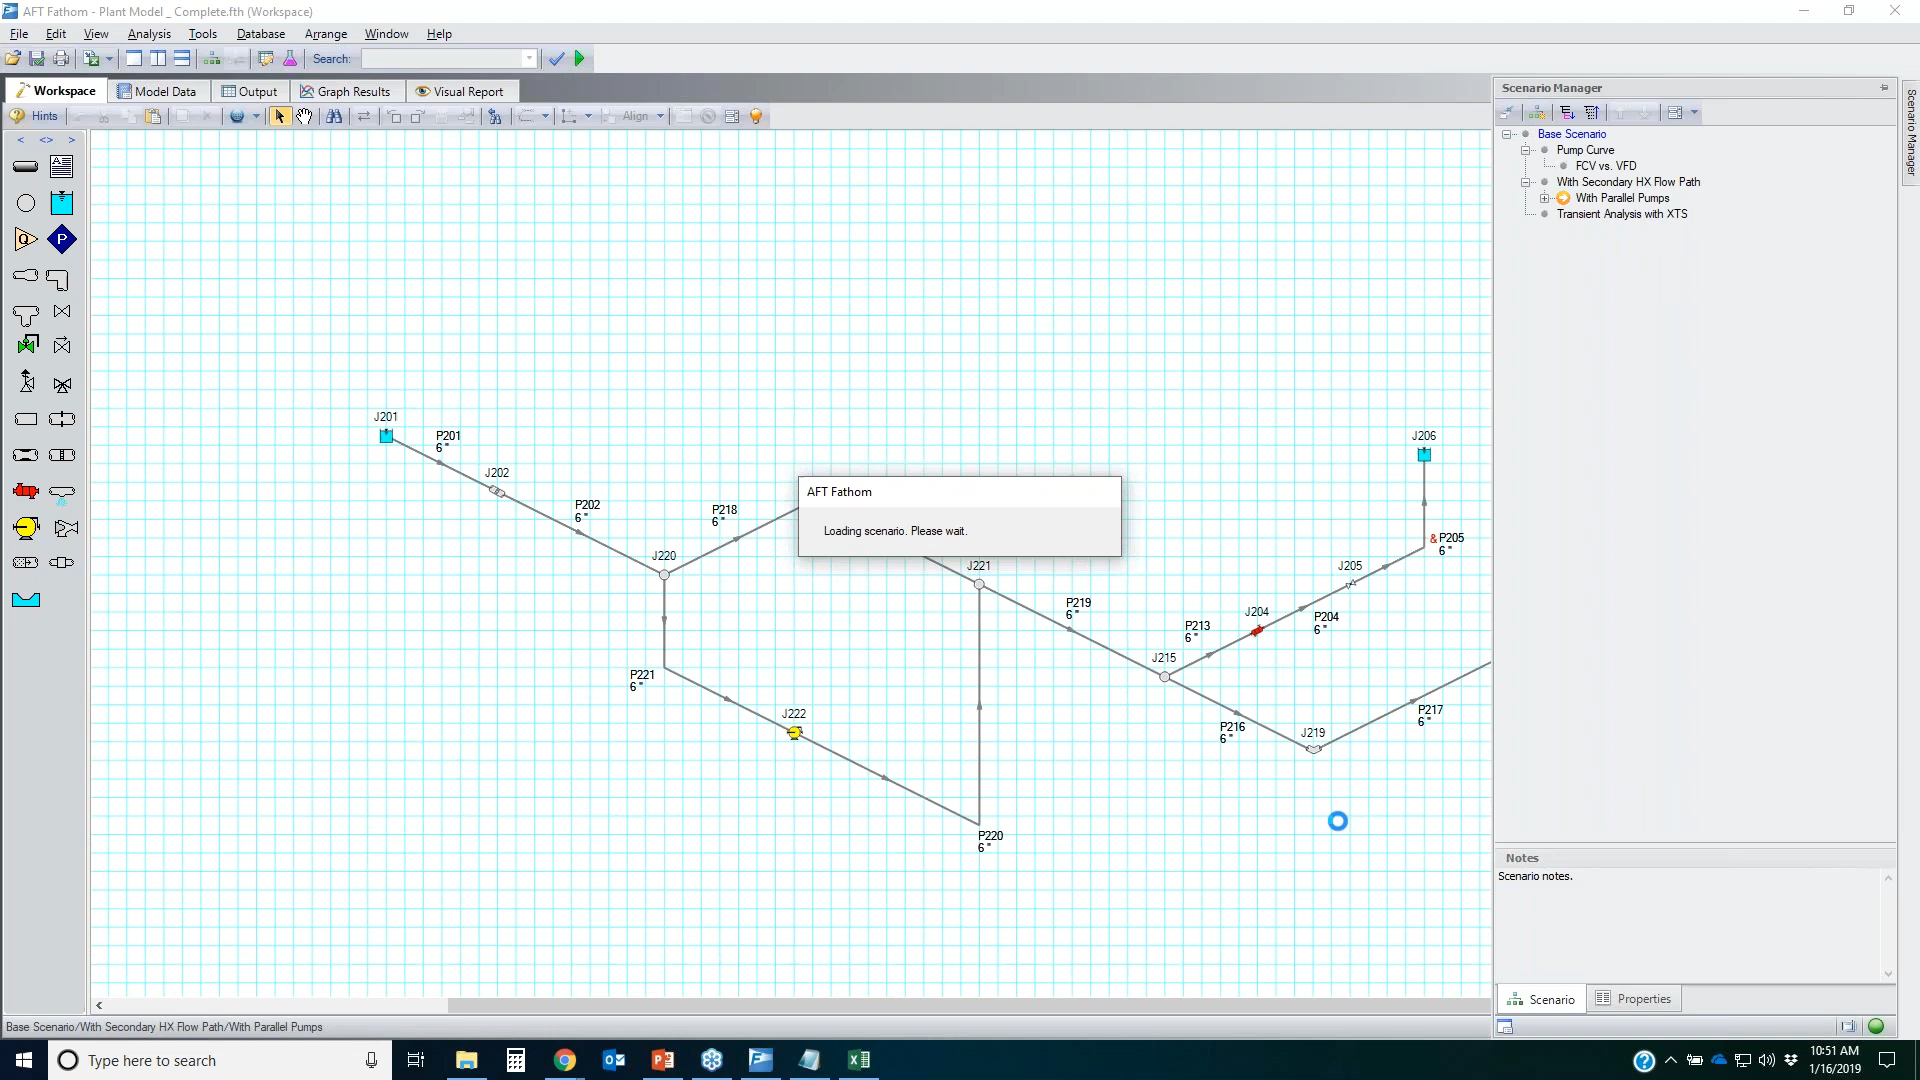 AFT Fathom - Plant Model _ Complete.fth (Workspace)
File Edit View Analysis Tools Database Arrange Window Help
Search:
Workspace Model Data Output Graph Results Visual Report
Hints Align
< <> >
J201
P201
6 "
J202
P202
6 "
P218
6 "
J220
P221
6 "
J222
P220
6 "
AFT Fathom
Loading scenario. Please wait.
J221
P219
6 "
J215
P213
6 "
J204
P204
6 "
J205
&P205
6 "
J206
P216
6 "
J219
P217
6 "
Scenario Manager
Base Scenario
Pump Curve
FCV vs. VFD
With Secondary HX Flow Path
With Parallel Pumps
Transient Analysis with XTS
Scenario Manager
Notes
Scenario notes.
Scenario Properties
Base Scenario/With Secondary HX Flow Path/With Parallel Pumps
Type here to search
10:51 AM
1/16/2019